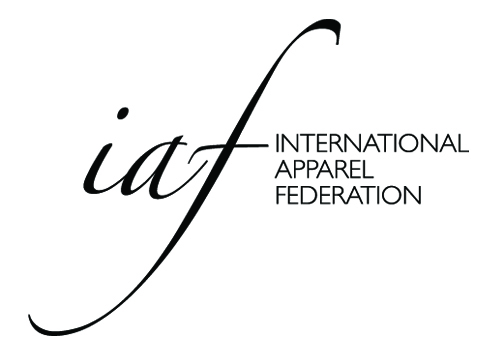 iaf
INTERNATIONAL
APPAREL
FEDERATION